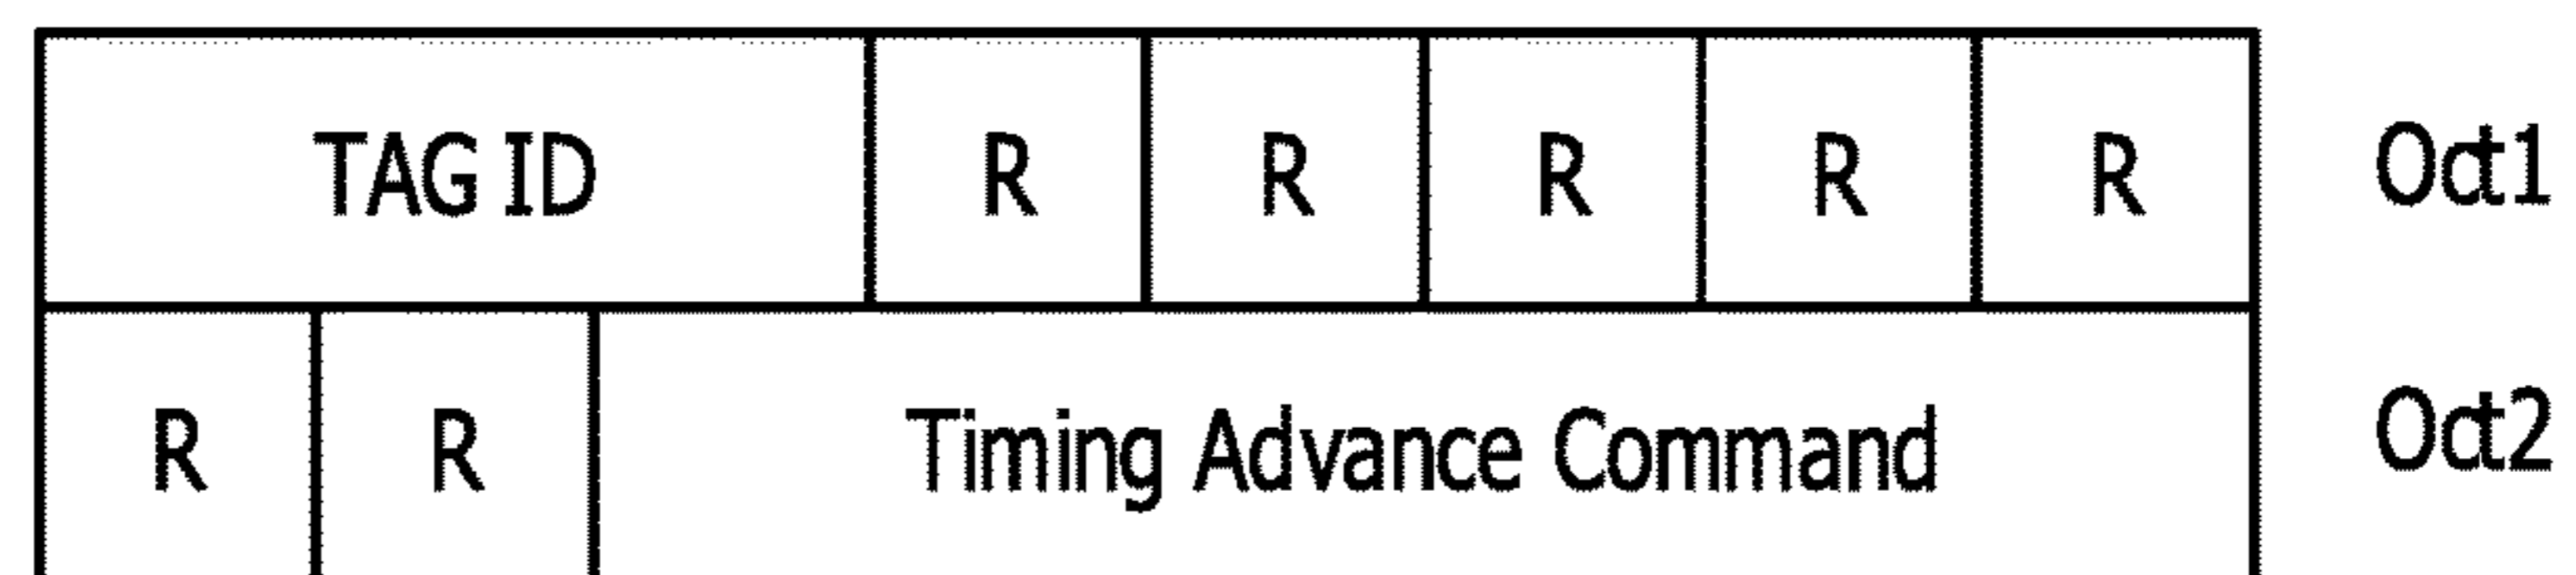 TAG ID R R R R R Oct1
R R Timing Advance Command Oct2